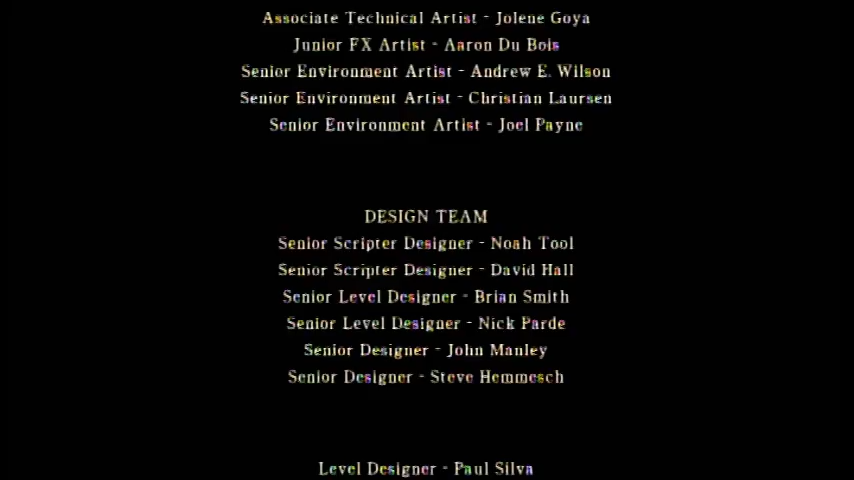 Associate Technical Artist - Jolene Goya
Junior FX Artist - Aaron Du Bois
Senior Environment Artist - Andrew E. Wilson
Senior Environment Artist - Christian Laursen
Senior Environment Artist - Joel Payne
DESIGN TEAM
Senior Scripter Designer - Noah Tool
Senior Scripter Designer - David Hall
Senior Level Designer - Brian Smith
Senior Level Designer - Nick Parde
Senior Designer - John Manley
Senior Designer - Steve Hemmesch
Level Designer - Paul Silva